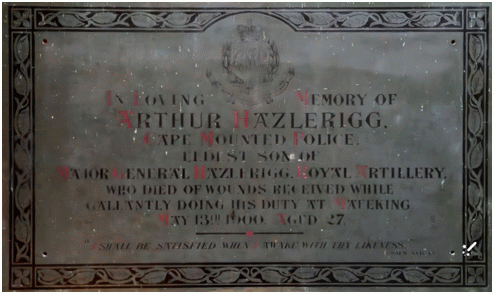 IN LOVING MEMORY OF
ARTHUR HAZLERIGG,
CAPE MOUNTED POLICE,
ELDEST SON OF
MAJOR GENERAL HAZLERIGG, ROYAL ARTILLERY,
WHO DIED OF WOUNDS RECEIVED WHILE
GALLANTLY DOING HIS DUTY AT MAFEKING
MAY 13TH 1900. AGED 27.
"I SHALL BE SATISFIED WHEN I AWAKE WITH THY LIKENESS."